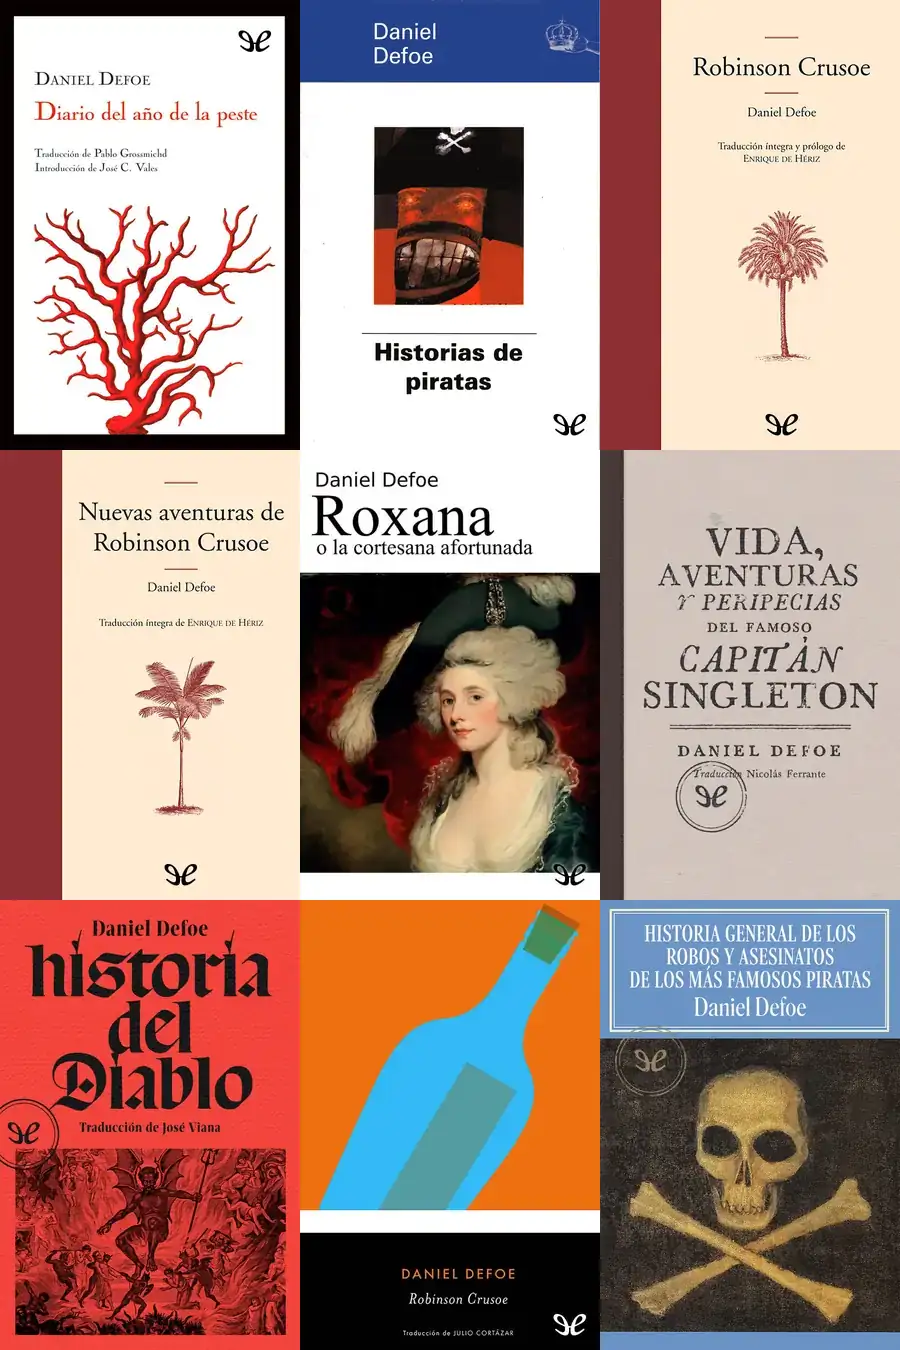 DANIEL DEFOE
Diario del año de la peste
Traducción de Pablo Grossmichd
Introducción de José C. Vales
Daniel
Defoe
Historias de
piratas
Robinson Crusoe
Daniel Defoe
Traducción íntegra y prólogo de
ENRIQUE DE HÉRIZ
Nuevas aventuras de
Robinson Crusoe
Daniel Defoe
Traducción íntegra de ENRIQUE DE HÉRIZ
Daniel Defoe
Roxana
o la cortesana afortunada
VIDA,
AVENTURAS
Y PERIPECIAS
DEL FAMOSO
CAPITÁN
SINGLETON
DANIEL DEFOE
Traducción Nicolás Ferrante
Daniel Defoe
historia
del
Diablo
Traducción de José Viana
DANIEL DEFOE
Robinson Crusoe
Traducción de JULIO CORTÁZAR
HISTORIA GENERAL DE LOS
ROBOS Y ASESINATOS
DE LOS MÁS FAMOSOS PIRATAS
Daniel Defoe